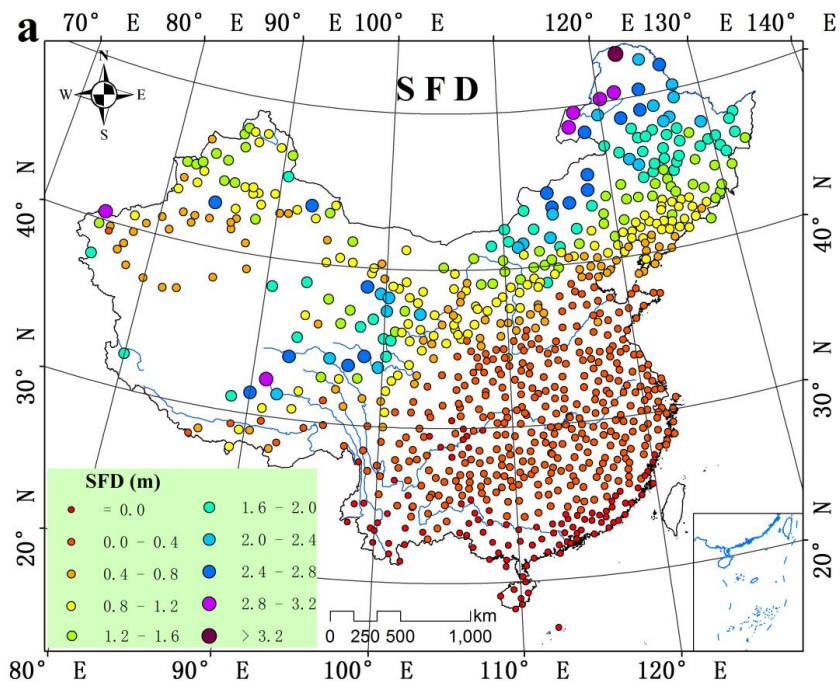 a
70° E 80° E 90° E 100° E 120° E 130° E 140° E
N
W E
S
SFD
40° N
30° N
20° N
40° N
30° N
20° N
SFD (m)
= 0.0
0.0 - 0.4
0.4 - 0.8
0.8 - 1.2
1.2 - 1.6
1.6 - 2.0
2.0 - 2.4
2.4 - 2.8
2.8 - 3.2
> 3.2
km
0 250 500 1,000
80° E 90° E 100° E 110° E 120° E